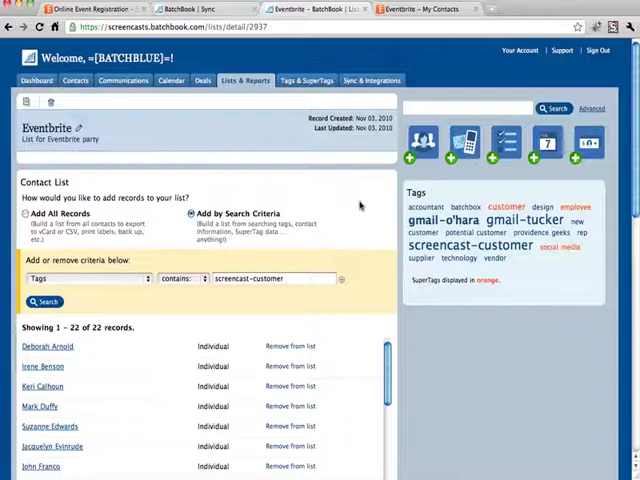 Online Event Registration -
BatchBook | Sync
Eventbrite - BatchBook | Lis
Eventbrite - My Contacts
https://screencasts.batchbook.com/lists/detail/2937
Welcome, =[BATCHBLUE]=!
Your Account | Support | Sign Out
Dashboard Contacts Communications Calendar Deals Lists & Reports Tags & SuperTags Sync & Integrations
Record Created: Nov 03, 2010
Last Updated: Nov 03, 2010
Eventbrite
List for Eventbrite party
Search Advanced
7
Contact List
How would you like to add records to your list?
Add All Records
(Build a list from all contacts to export
to vCard or CSV, print labels, back up,
etc.)
Add by Search Criteria
(Build a list from searching tags, contact
information, SuperTag data ...
anything!)
Add or remove criteria below:
Tags contains: screencast-customer
Search
Showing 1 - 22 of 22 records.
Deborah Arnold Individual Remove from list
Irene Benson Individual Remove from list
Keri Calhoun Individual Remove from list
Mark Duffy Individual Remove from list
Suzanne Edwards Individual Remove from list
Jacquelyn Evinrude Individual Remove from list
John Franco Individual Remove from list
Tags
accountant batchbox customer design employee
gmail-o'hara gmail-tucker new
customer potential customer providence geeks rep
screencast-customer social media
supplier technology vendor
SuperTags displayed in orange.